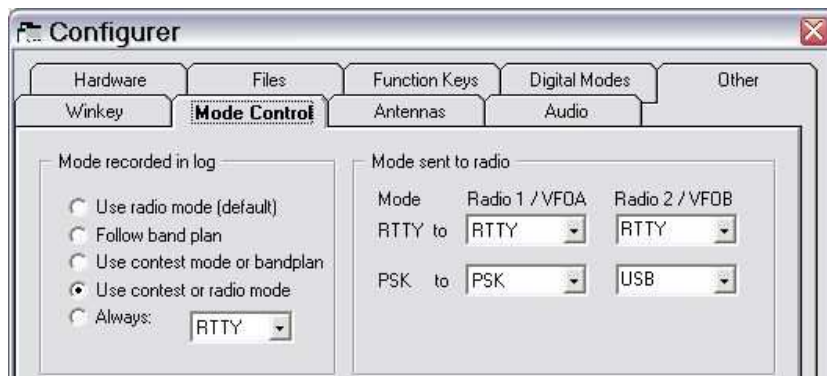 Configurer
Hardware Files Function Keys Digital Modes Other
Winkey Mode Control Antennas Audio
Mode recorded in log
Use radio mode (default)
Follow band plan
Use contest mode or bandplan
Use contest or radio mode
Always: RTTY
Mode sent to radio
Mode Radio 1 / VFOA Radio 2 / VFOB
RTTY to RTTY RTTY
PSK to PSK USB